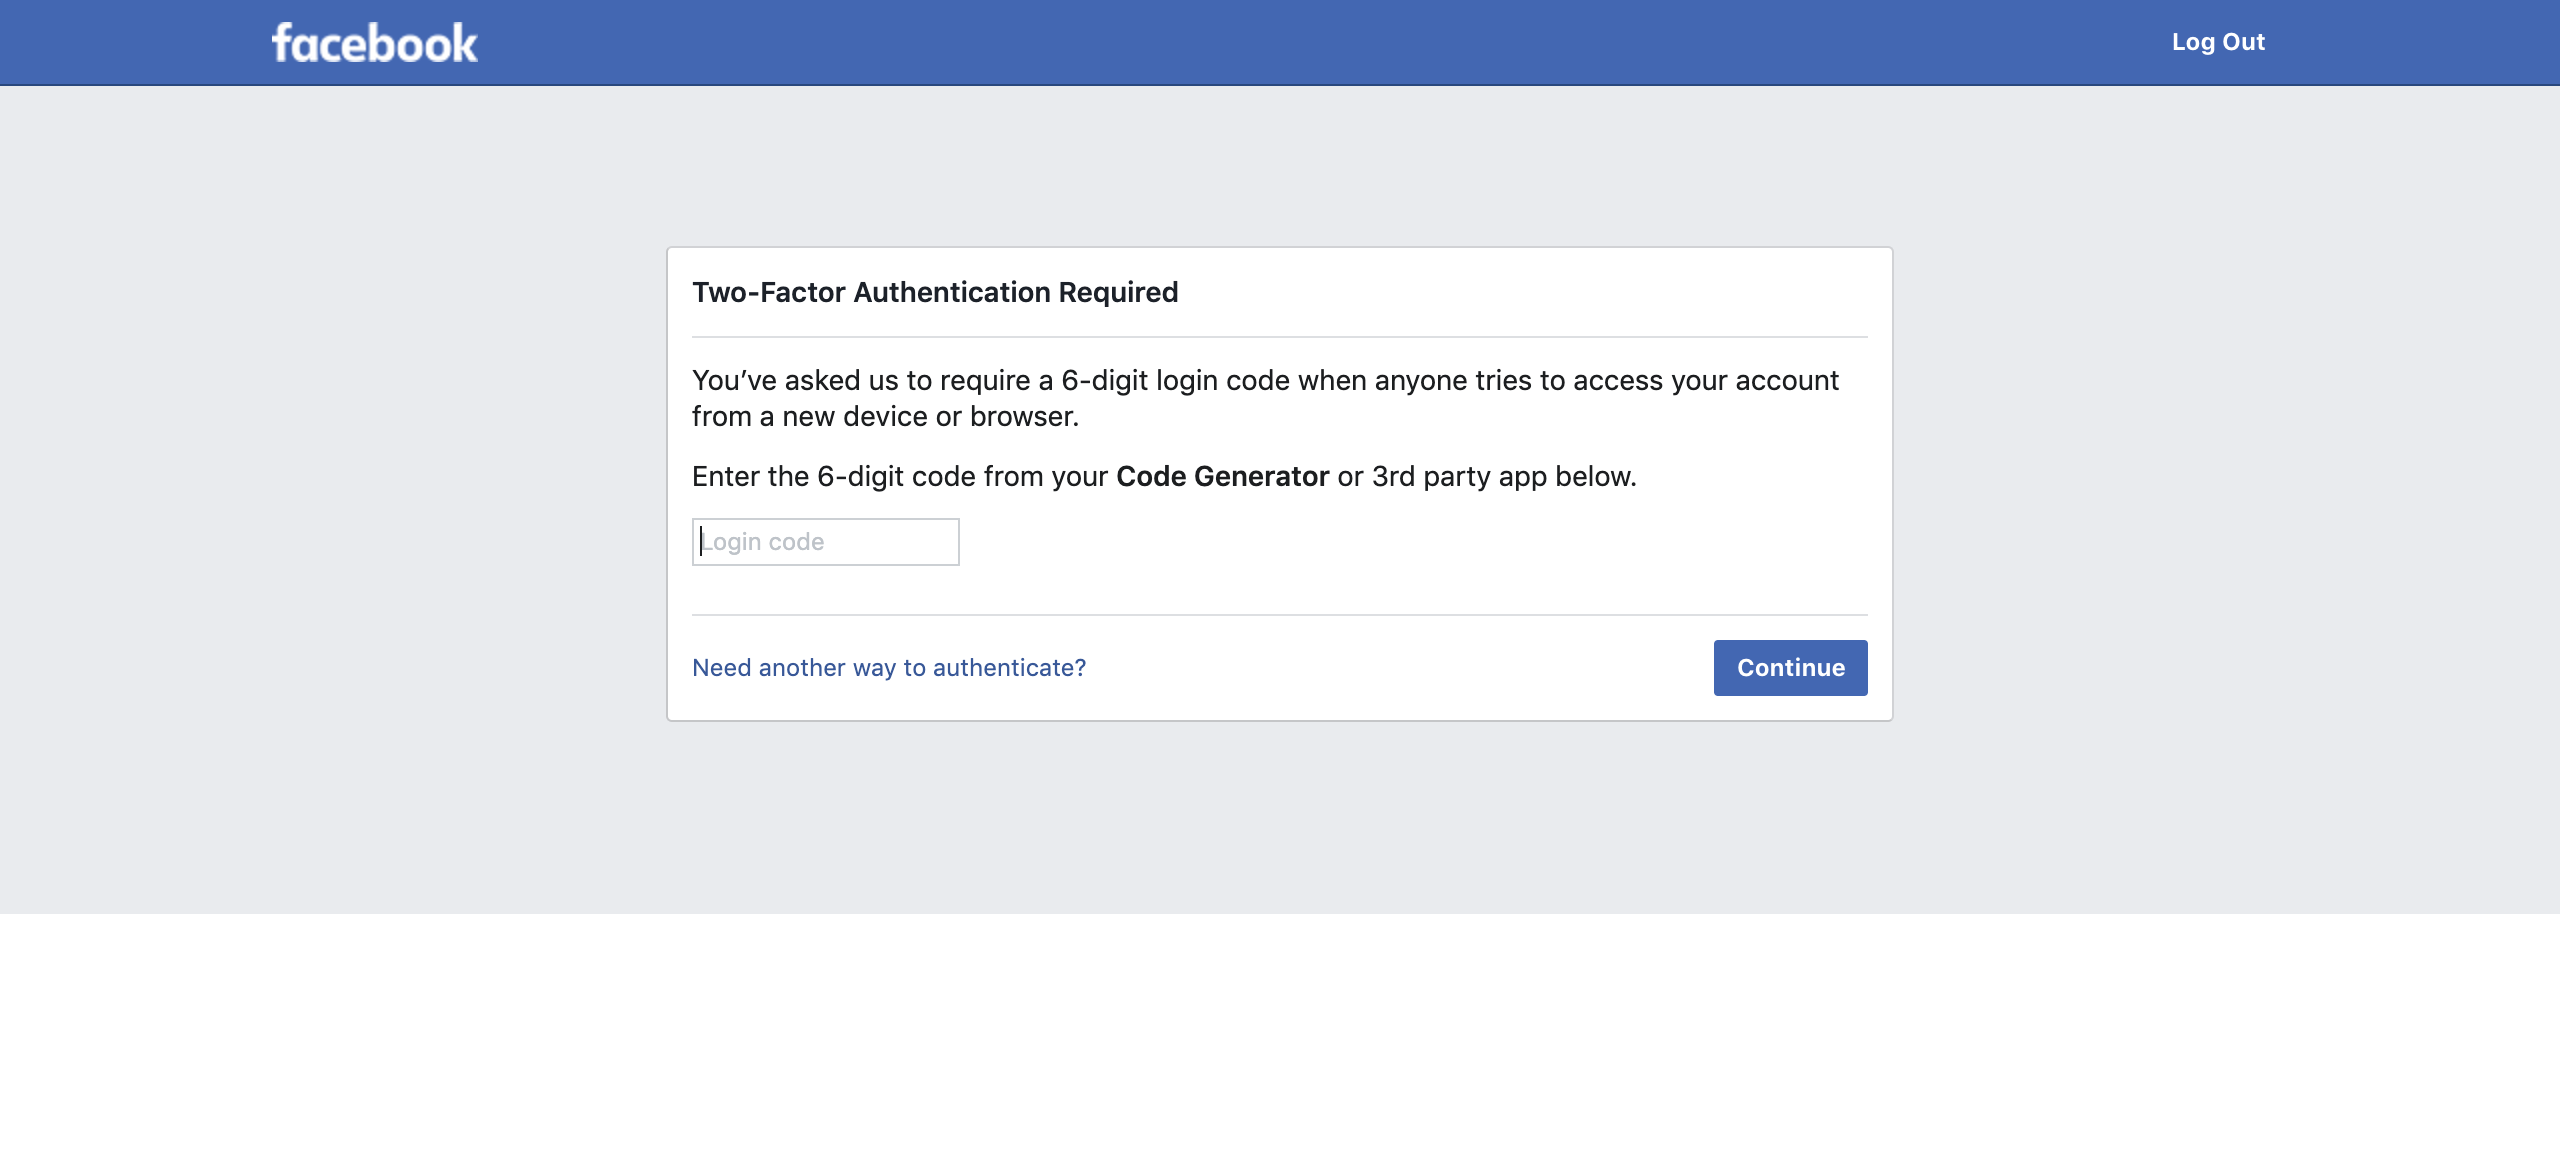 facebook
Log Out
Two-Factor Authentication Required
You’ve asked us to require a 6-digit login code when anyone tries to access your account
from a new device or browser.
Enter the 6-digit code from your Code Generator or 3rd party app below.
Login code
Need another way to authenticate?
Continue